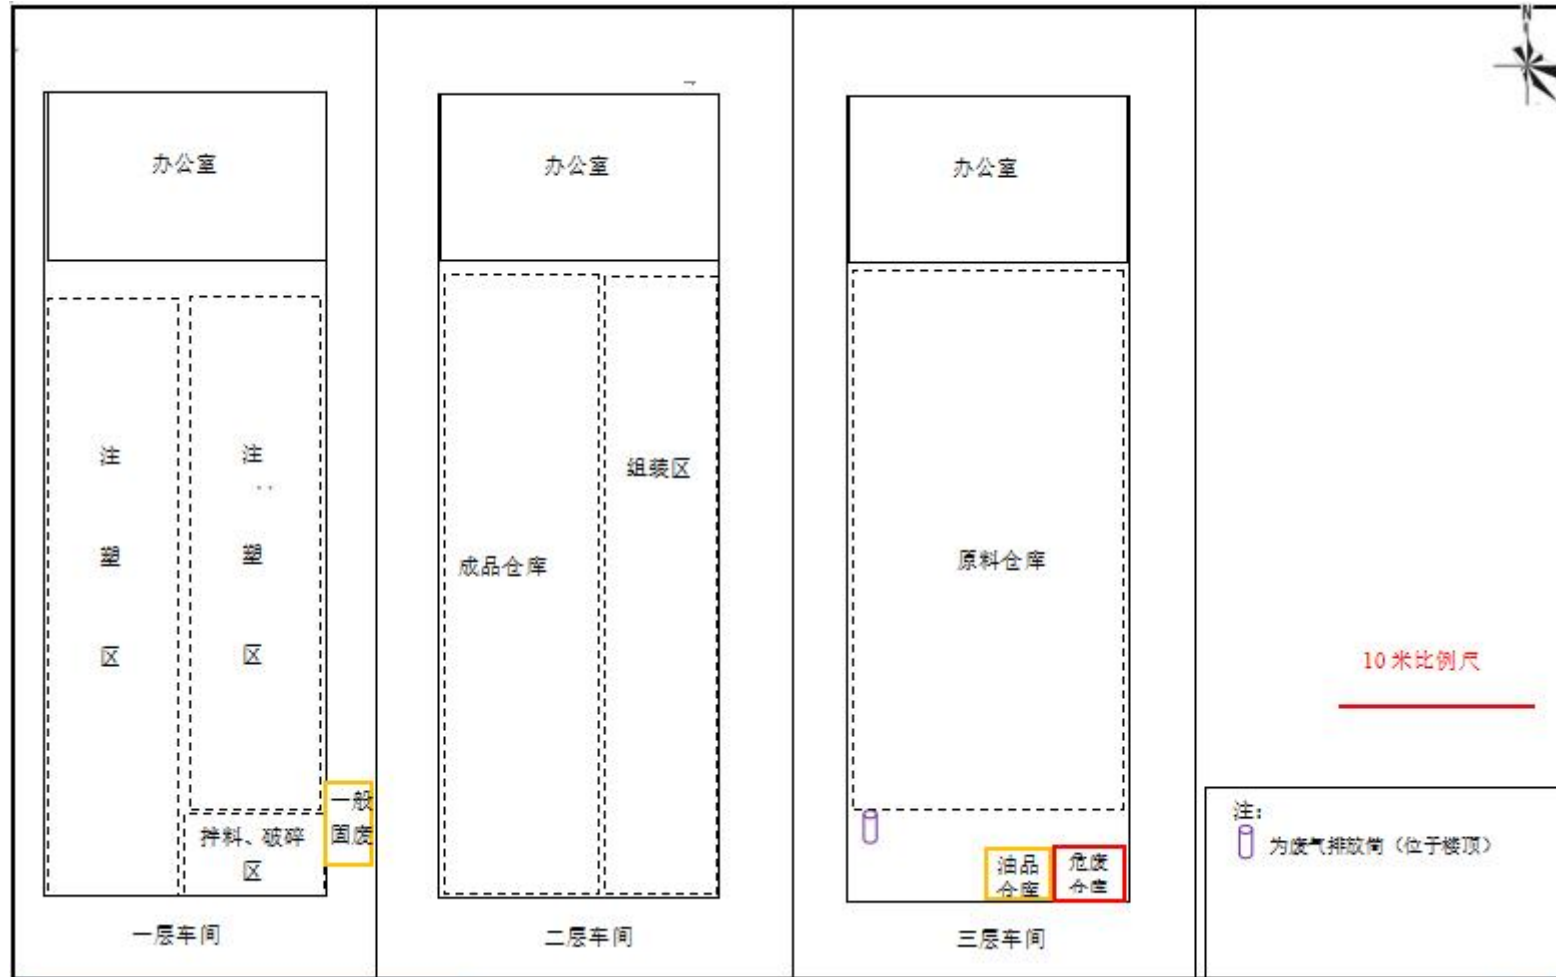 N
办公室
注
塑
区
注
塑
区
拌料、破碎
区
一般
固废
一层车间
办公室
成品仓库
组装区
二层车间
办公室
原料仓库
油品
仓库
危废
仓库
三层车间
10 米比例尺
注:
为废气排放筒（位于楼顶）